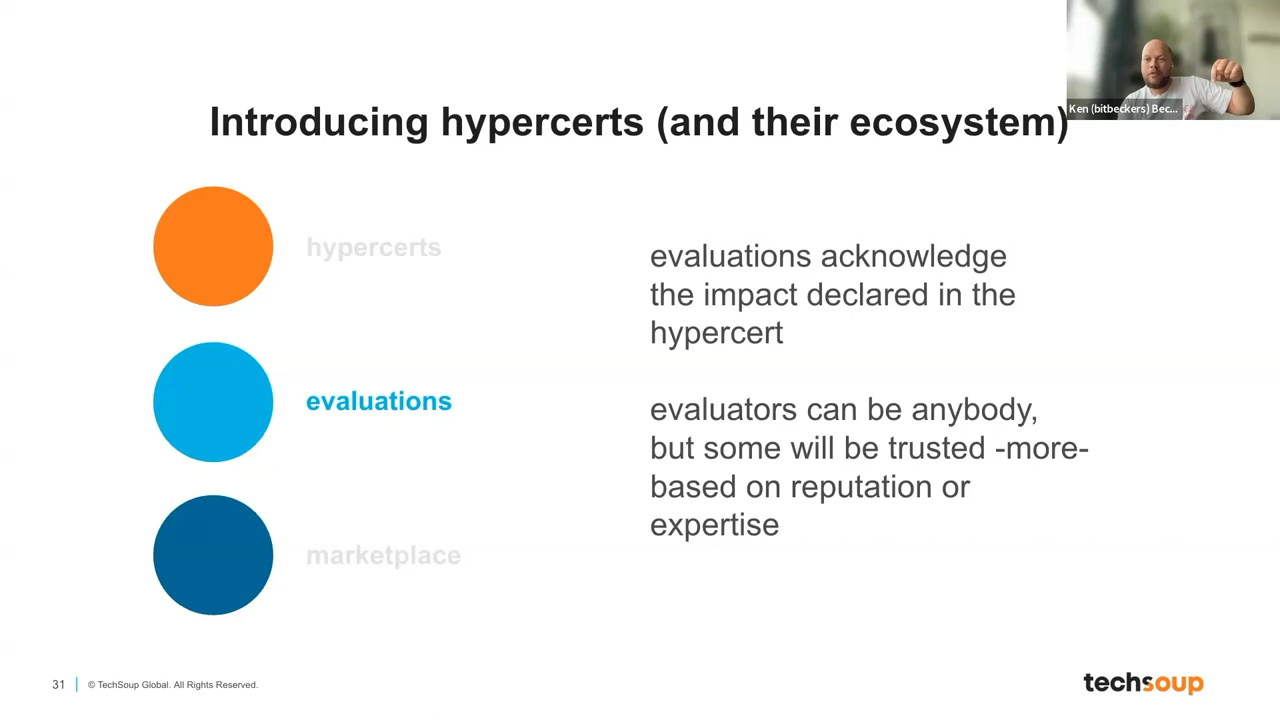 Ken (bitbeckers) Bec...
Introducing hypercerts (and their ecosystem)
hypercerts
evaluations acknowledge
the impact declared in the
hypercert
evaluations
evaluators can be anybody,
but some will be trusted -more-
based on reputation or
expertise
marketplace
31
© TechSoup Global. All Rights Reserved.
techsoup